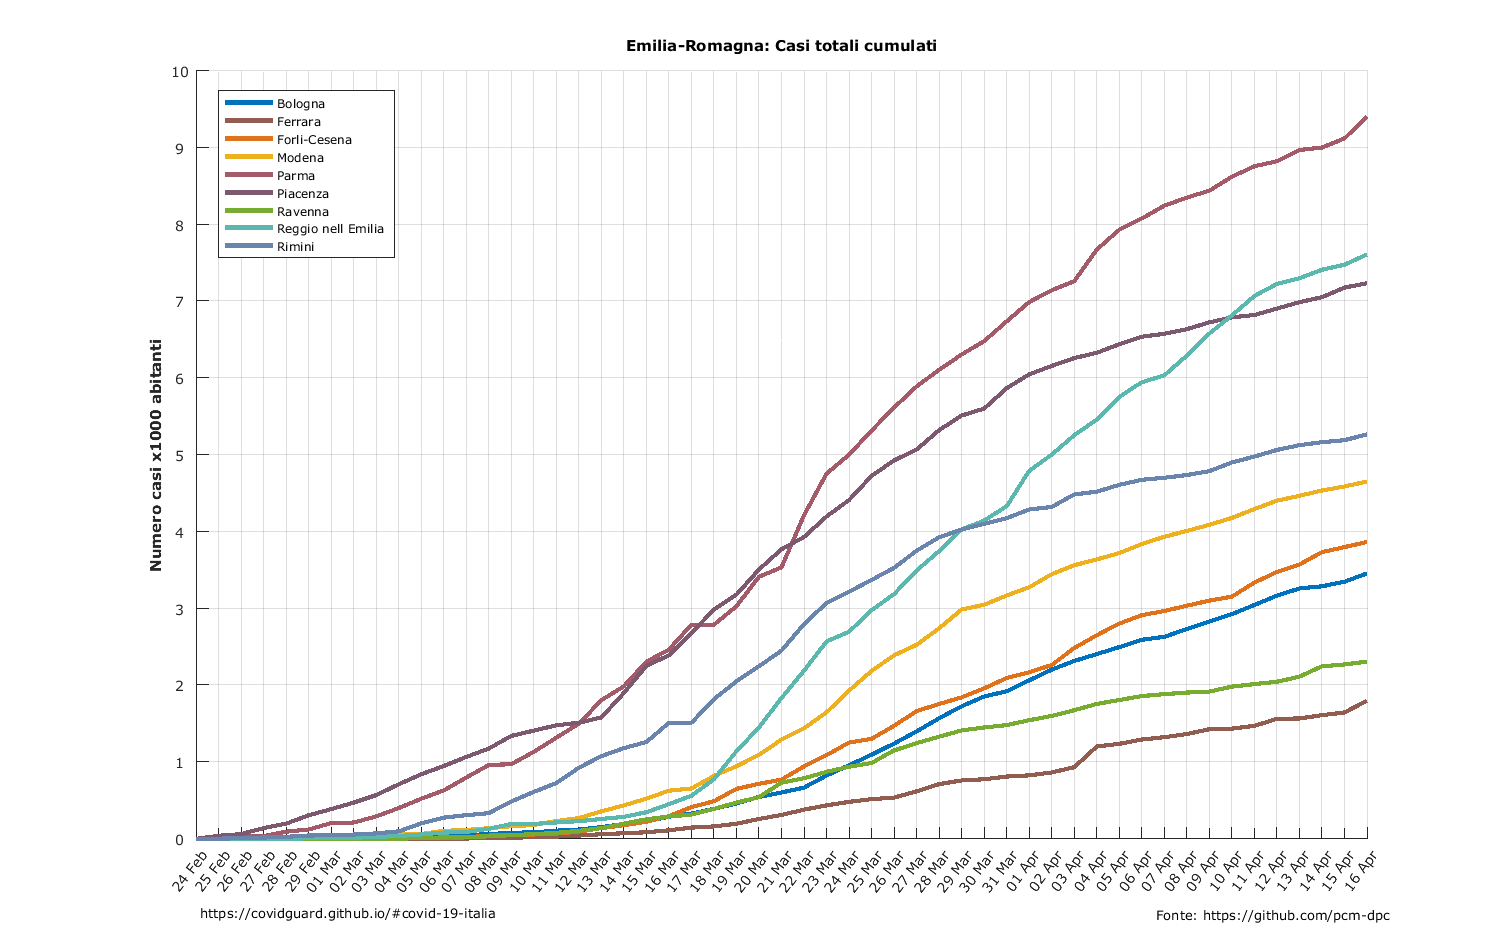 Emilia-Romagna: Casi totali cumulati
10
9
8
7
6
5
4
3
2
1
0
Numero casi x1000 abitanti
Bologna
Ferrara
Forlì-Cesena
Modena
Parma
Piacenza
Ravenna
Reggio nell Emilia
Rimini
24 Feb
25 Feb
26 Feb
27 Feb
28 Feb
29 Feb
01 Mar
02 Mar
03 Mar
04 Mar
05 Mar
06 Mar
07 Mar
08 Mar
09 Mar
10 Mar
11 Mar
12 Mar
13 Mar
14 Mar
15 Mar
16 Mar
17 Mar
18 Mar
19 Mar
20 Mar
21 Mar
22 Mar
23 Mar
24 Mar
25 Mar
26 Mar
27 Mar
28 Mar
29 Mar
30 Mar
31 Mar
01 Apr
02 Apr
03 Apr
04 Apr
05 Apr
06 Apr
07 Apr
08 Apr
09 Apr
10 Apr
11 Apr
12 Apr
13 Apr
14 Apr
15 Apr
16 Apr
https://covidguard.github.io/#covid-19-italia
Fonte: https://github.com/pcm-dpc